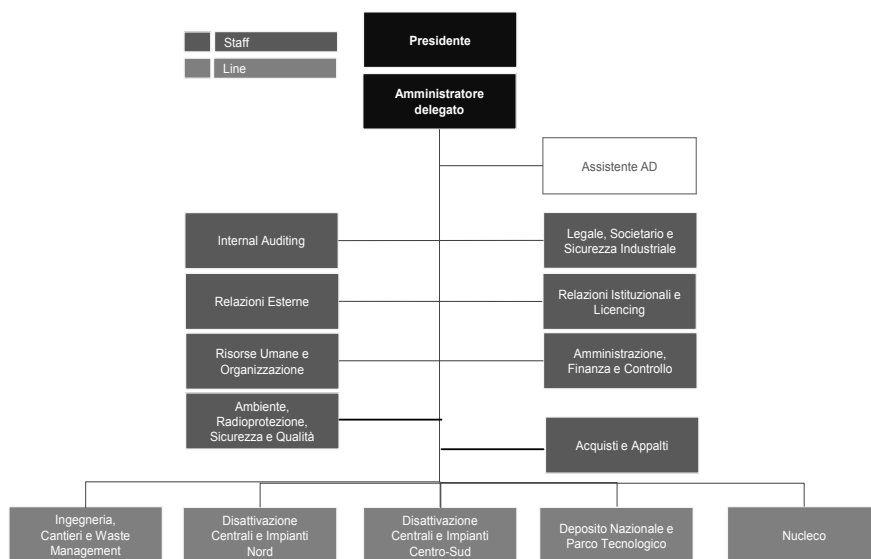 Staff
Line
Presidente
Amministratore
delegato
Assistente AD
Internal Auditing
Legale, Societario e
Sicurezza Industriale
Relazioni Esterne
Relazioni Istituzionali e
Licencing
Risorse Umane e
Organizzazione
Amministrazione,
Finanza e Controllo
Ambiente,
Radioprotezione,
Sicurezza e Qualità
Acquisti e Appalti
Ingegneria,
Cantieri e Waste
Management
Disattivazione
Centrali e Impianti
Nord
Disattivazione
Centrali e Impianti
Centro-Sud
Deposito Nazionale e
Parco Tecnologico
Nucleco